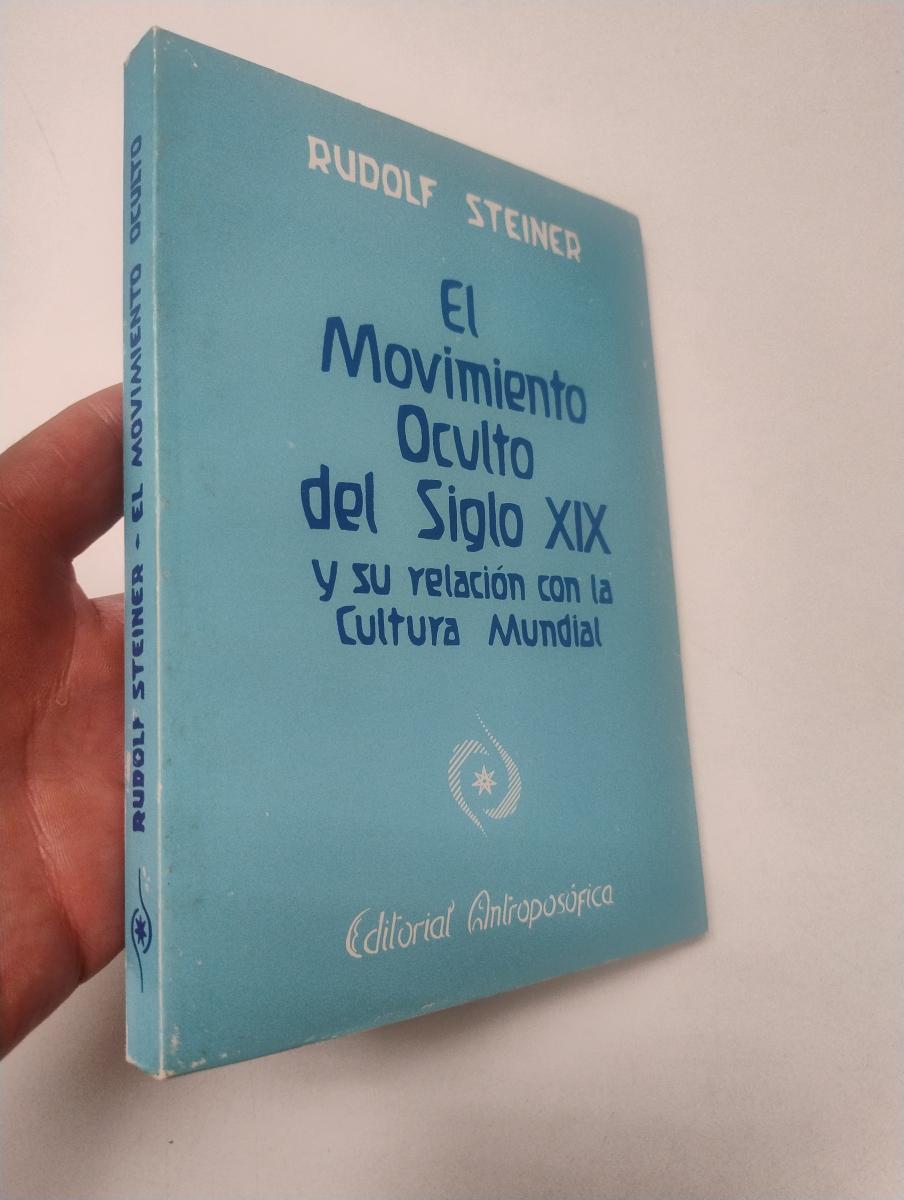 RUDOLF STEINER
El
Movimiento
Oculto
del Siglo XIX
y su relación con la
Cultura Mundial
Editorial Antroposófica
RUDOLF STEINER • EL MOVIMIENTO OCULTO